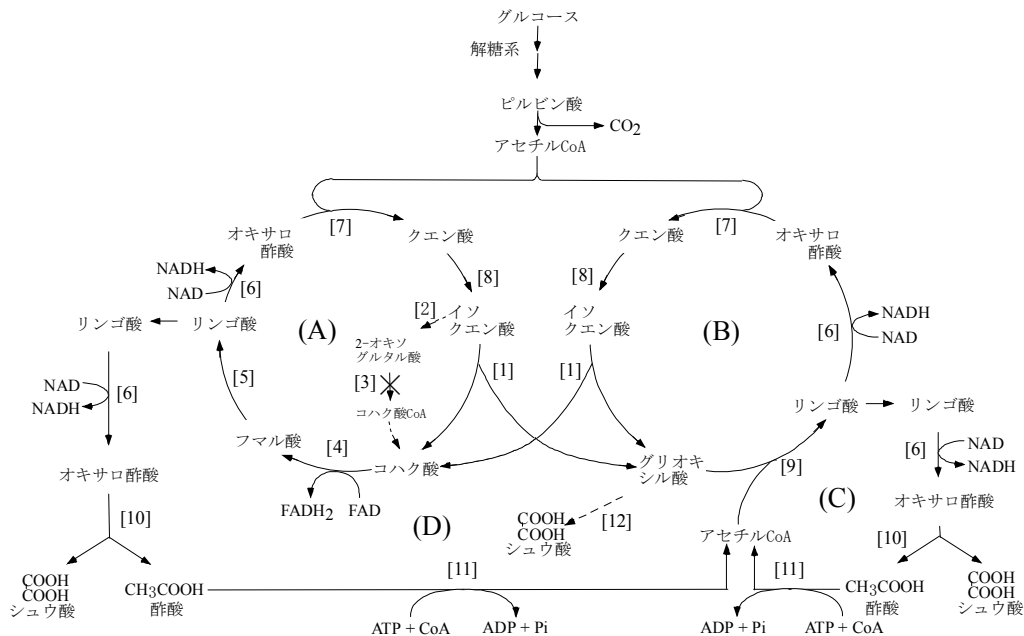 グルコース
解糖系
ピルビン酸
CO2
アセチルCoA
[7]
[7]
オキサロ
酢酸
クエン酸
クエン酸
オキサロ
酢酸
NADH
NAD
[6]
[8]
[8]
リンゴ酸
リンゴ酸
(A)
[2]
イソ
クエン酸
イソ
クエン酸
(B)
[6]
NADH
NAD
2-オキソ
グルタル酸
[3]
[1]
[1]
[5]
NAD
NADH
[6]
コハク酸CoA
リンゴ酸
リンゴ酸
フマル酸
[4]
コハク酸
グリオキ
シル酸
[9]
[6]
NAD
NADH
オキサロ酢酸
FADH2
FAD
(D)
[12]
COOH
COOH
シュウ酸
(C)
オキサロ酢酸
アセチルCoA
[10]
[10]
COOH
COOH
シュウ酸
CH3COOH
酢酸
[11]
[11]
CH3COOH
酢酸
COOH
COOH
シュウ酸
ATP + CoA
ADP + Pi
ADP + Pi
ATP + CoA